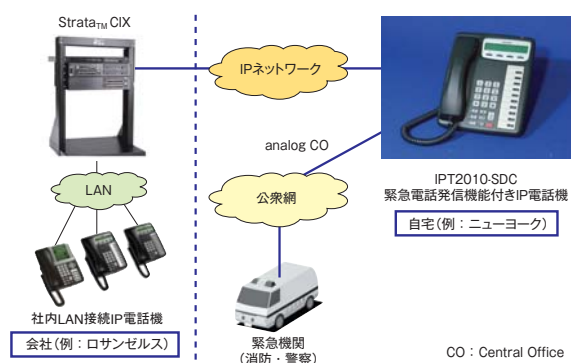 Strata™ CIX
IPネットワーク
analog CO
LAN
公衆網
IPT2010-SDC
緊急電話発信機能付きIP電話機
自宅(例：ニューヨーク)
社内LAN接続IP電話機
会社(例：ロサンゼルス)
緊急機関
(消防・警察)
CO：Central Office